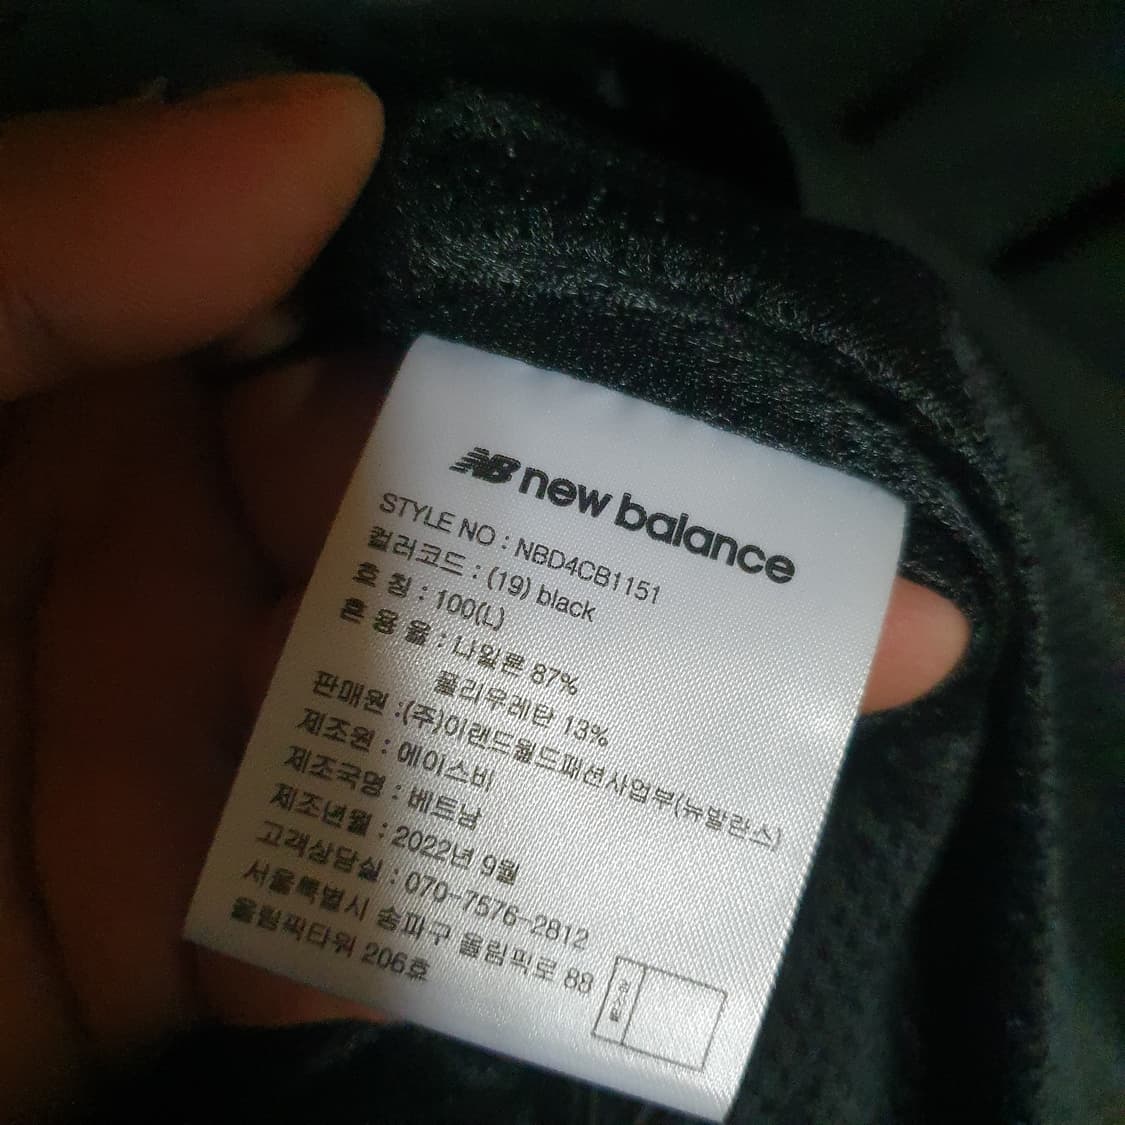 NB new balance
STYLE NO : NBD4CB1151
컬러코드 : (19) black
호 칭 : 100(L)
혼 용 율 : 나일론 87%
폴리우레탄 13%
판매원 :(주)이랜드월드패션사업부(뉴발란스)
제조원 : 에이스비
제조국명 : 베트남
제조년월 : 2022년 9월
고객상담실 : 070-7576-2812
서울특별시 송파구 올림픽로 88
올림픽타워 206호
검사필